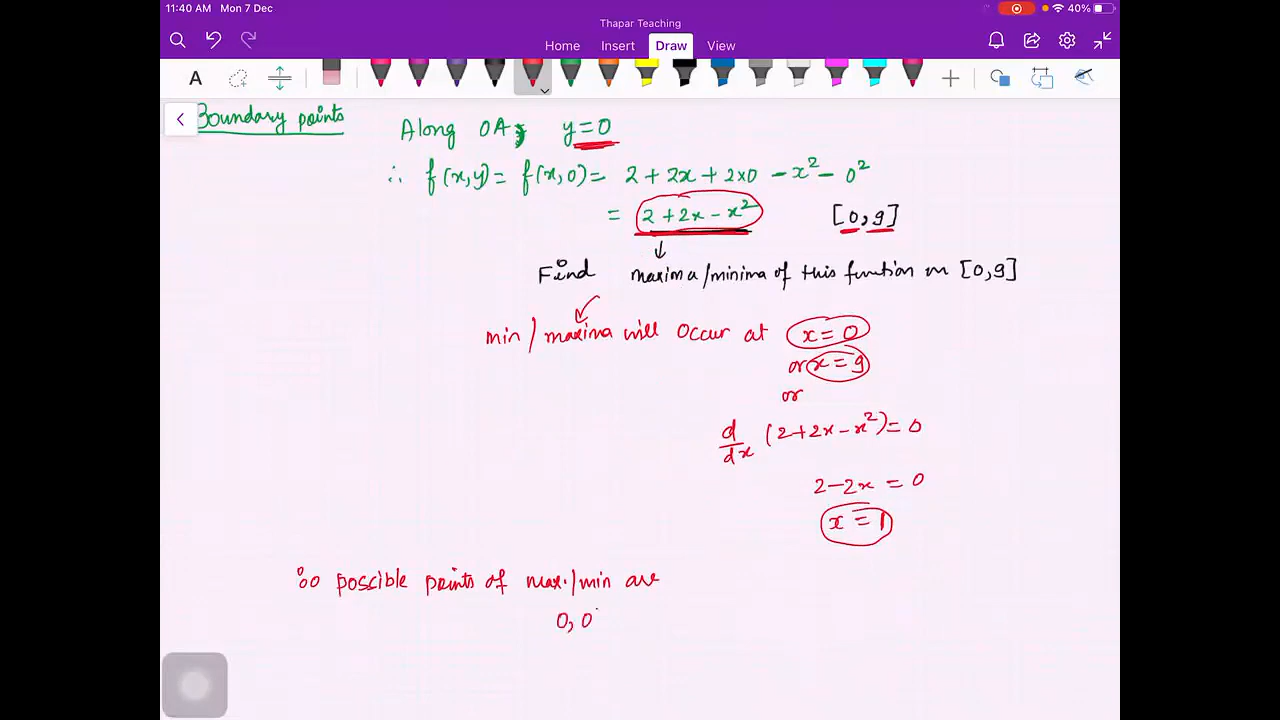 11:40 AM Mon 7 Dec
40%
Thapar Teaching
Home Insert Draw View
A
Boundary points
Along OA, y=0
∴ f(x,y) = f(x,0) = 2 + 2x + 2×0 - x² - 0²
= 2 + 2x - x² [0,9]
↓
Find maxima/minima of this function on [0,9]
min / maxima will occur at x = 0
or x = 9
or
d/dx (2+2x-x²) = 0
2-2x = 0
x = 1
∴ possible points of max./min are
0,0